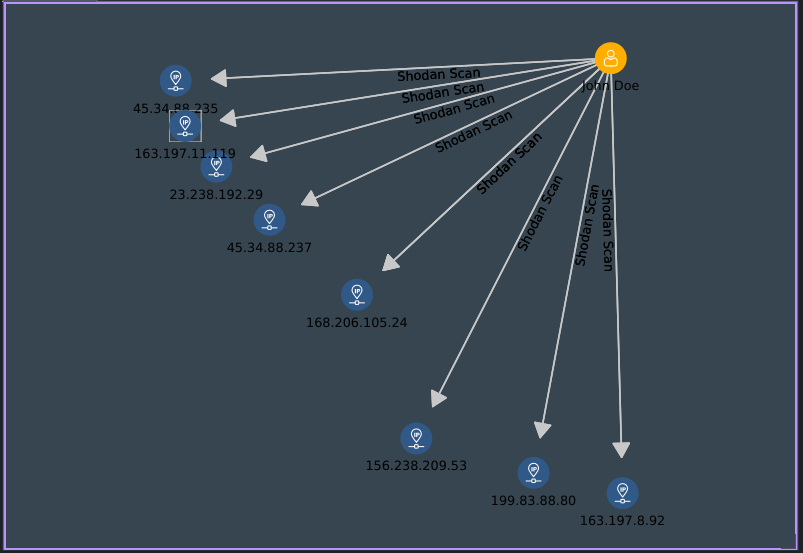 John Doe
Shodan Scan
Shodan Scan
Shodan Scan
Shodan Scan
Shodan Scan
Shodan Scan
Shodan Scan
Shodan Scan
IP
45.34.88.235
IP
163.197.11.119
IP
23.238.192.29
IP
45.34.88.237
IP
168.206.105.24
IP
156.238.209.53
IP
199.83.88.80
IP
163.197.8.92